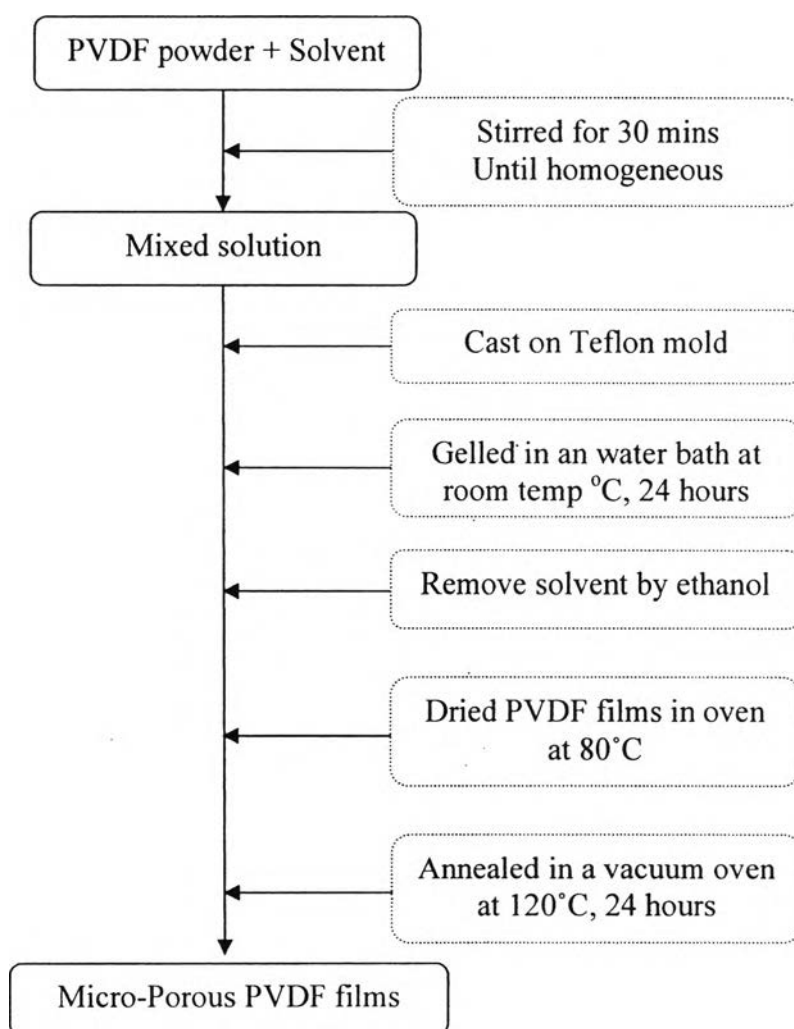 PVDF powder + Solvent
Stirred for 30 mins
Until homogeneous
Mixed solution
Cast on Teflon mold
Gelled in an water bath at
room temp °C, 24 hours
Remove solvent by ethanol
Dried PVDF films in oven
at 80˚C
Annealed in a vacuum oven
at 120˚C, 24 hours
Micro-Porous PVDF films